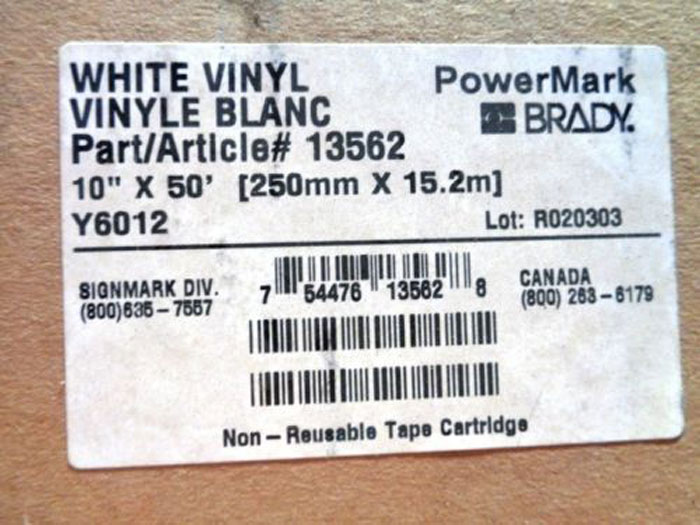 WHITE VINYL
VINYLE BLANC
Part/Article# 13562
10" X 50' [250mm X 15.2m]
Y6012
PowerMark
BRADY.
Lot: R020303
SIGNMARK DIV.
(800)635-7557
7 54476 13562 8
CANADA
(800) 263-6179
Non-Reusable Tape Cartridge